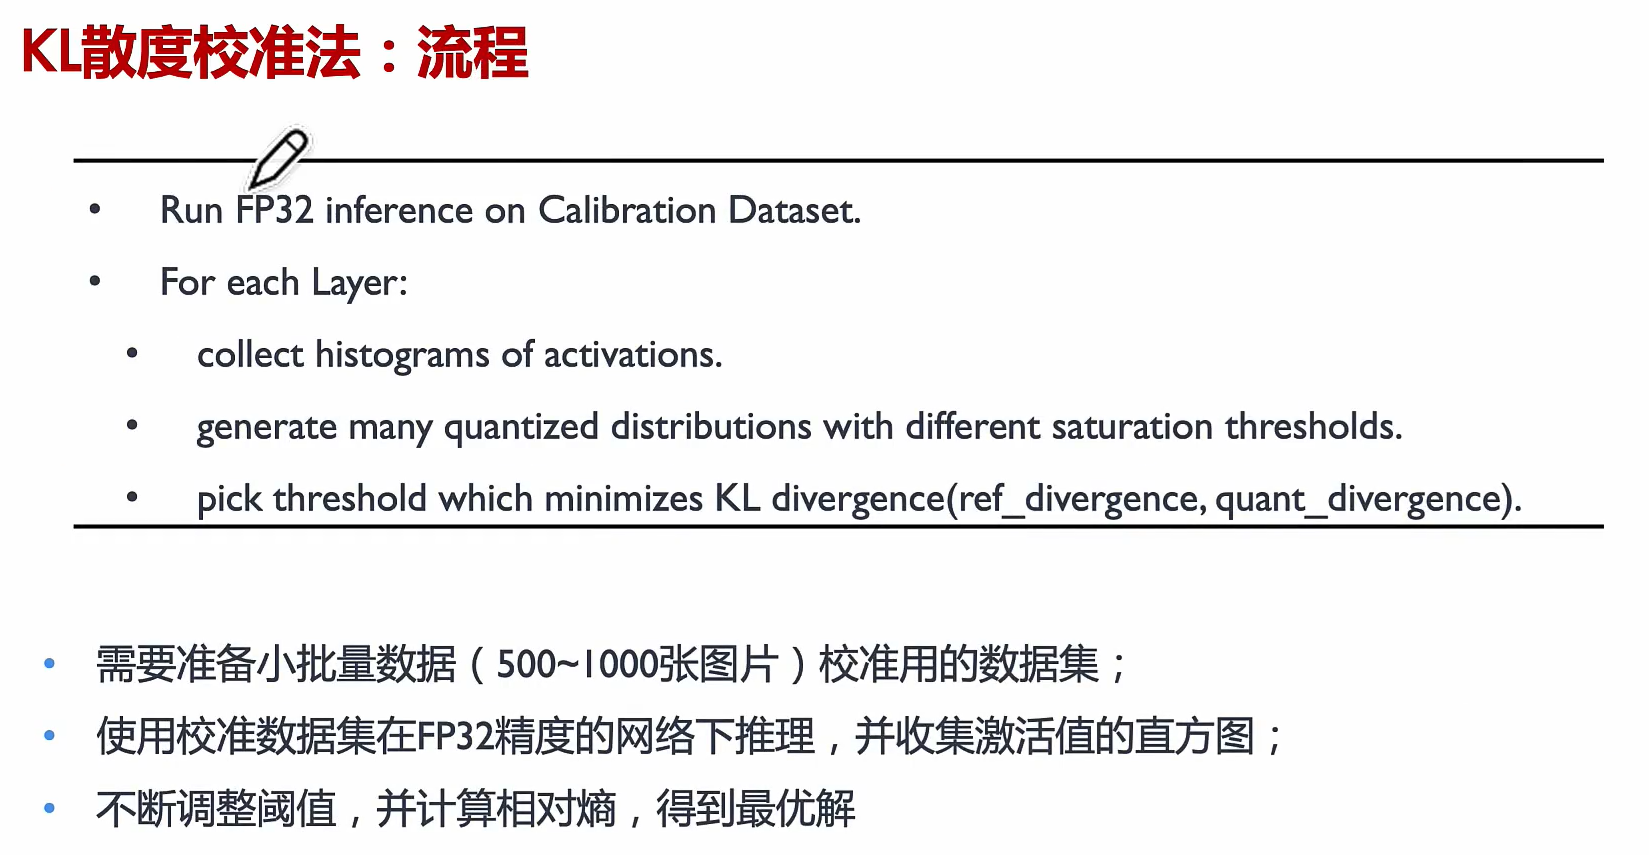 KL散度校准法：流程
• Run FP32 inference on Calibration Dataset.
• For each Layer:
• collect histograms of activations.
• generate many quantized distributions with different saturation thresholds.
• pick threshold which minimizes KL divergence(ref_divergence, quant_divergence).
• 需要准备小批量数据（500~1000张图片）校准用的数据集；
• 使用校准数据集在FP32精度的网络下推理，并收集激活值的直方图；
• 不断调整阈值，并计算相对熵，得到最优解